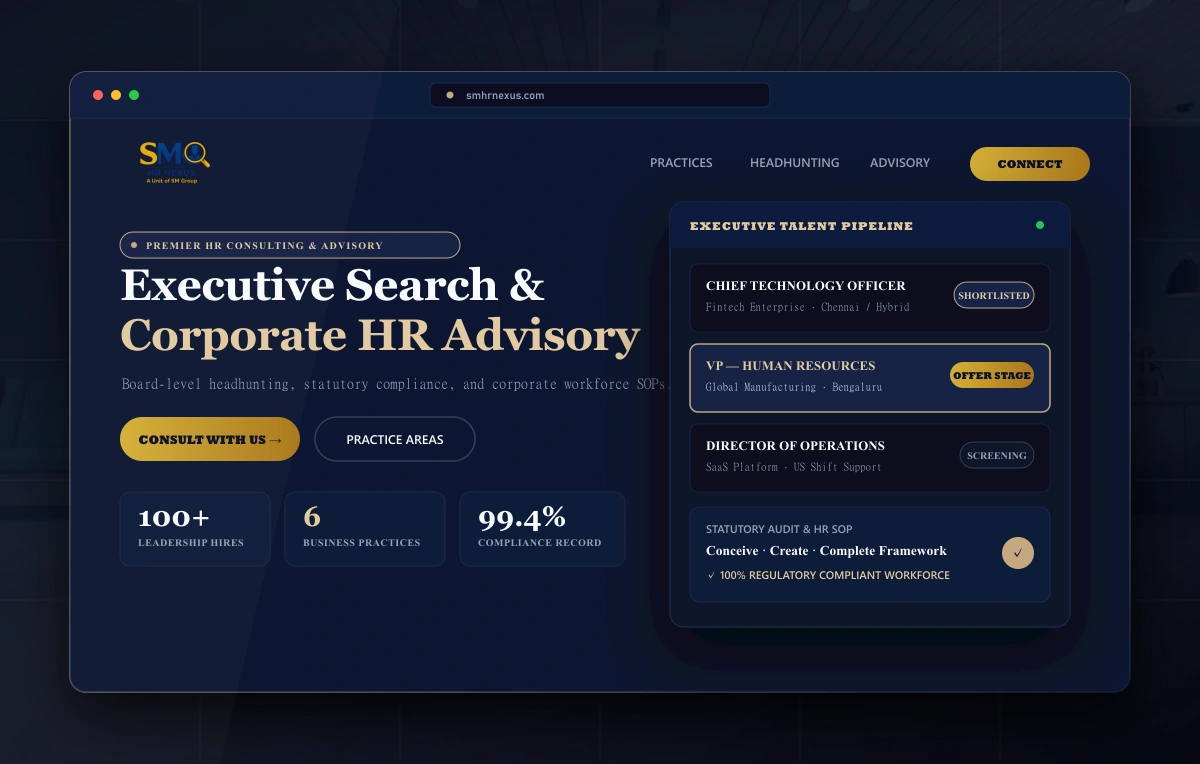 smhrnexus.com
SM
HR NEXUS
A Unit of SM Group
PRACTICES
HEADHUNTING
ADVISORY
CONNECT
PREMIER HR CONSULTING & ADVISORY
Executive Search &
Corporate HR Advisory
Board-level headhunting, statutory compliance, and corporate workforce SOPs.
CONSULT WITH US →
PRACTICE AREAS
100+
LEADERSHIP HIRES
6
BUSINESS PRACTICES
99.4%
COMPLIANCE RECORD
EXECUTIVE TALENT PIPELINE
CHIEF TECHNOLOGY OFFICER
Fintech Enterprise · Chennai / Hybrid
SHORTLISTED
VP — HUMAN RESOURCES
Global Manufacturing · Bengaluru
OFFER STAGE
DIRECTOR OF OPERATIONS
SaaS Platform · US Shift Support
SCREENING
STATUTORY AUDIT & HR SOP
Conceive · Create · Complete Framework
✓ 100% REGULATORY COMPLIANT WORKFORCE
✓